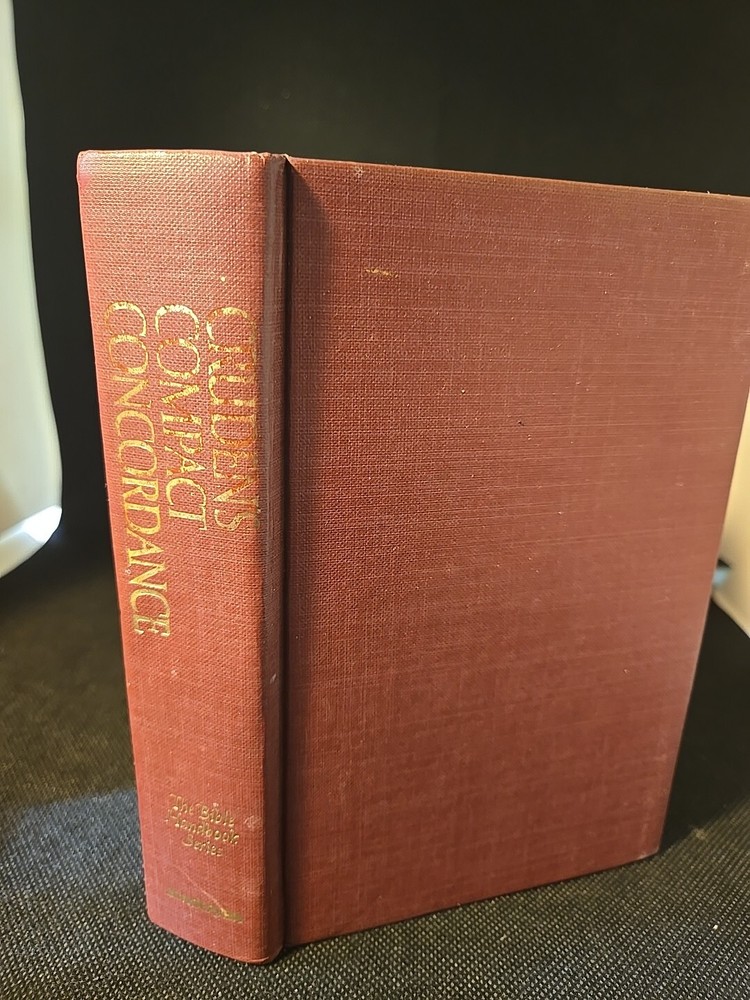 CRUDEN'S
COMPACT
CONCORDANCE
The Bible
Handbook
Series